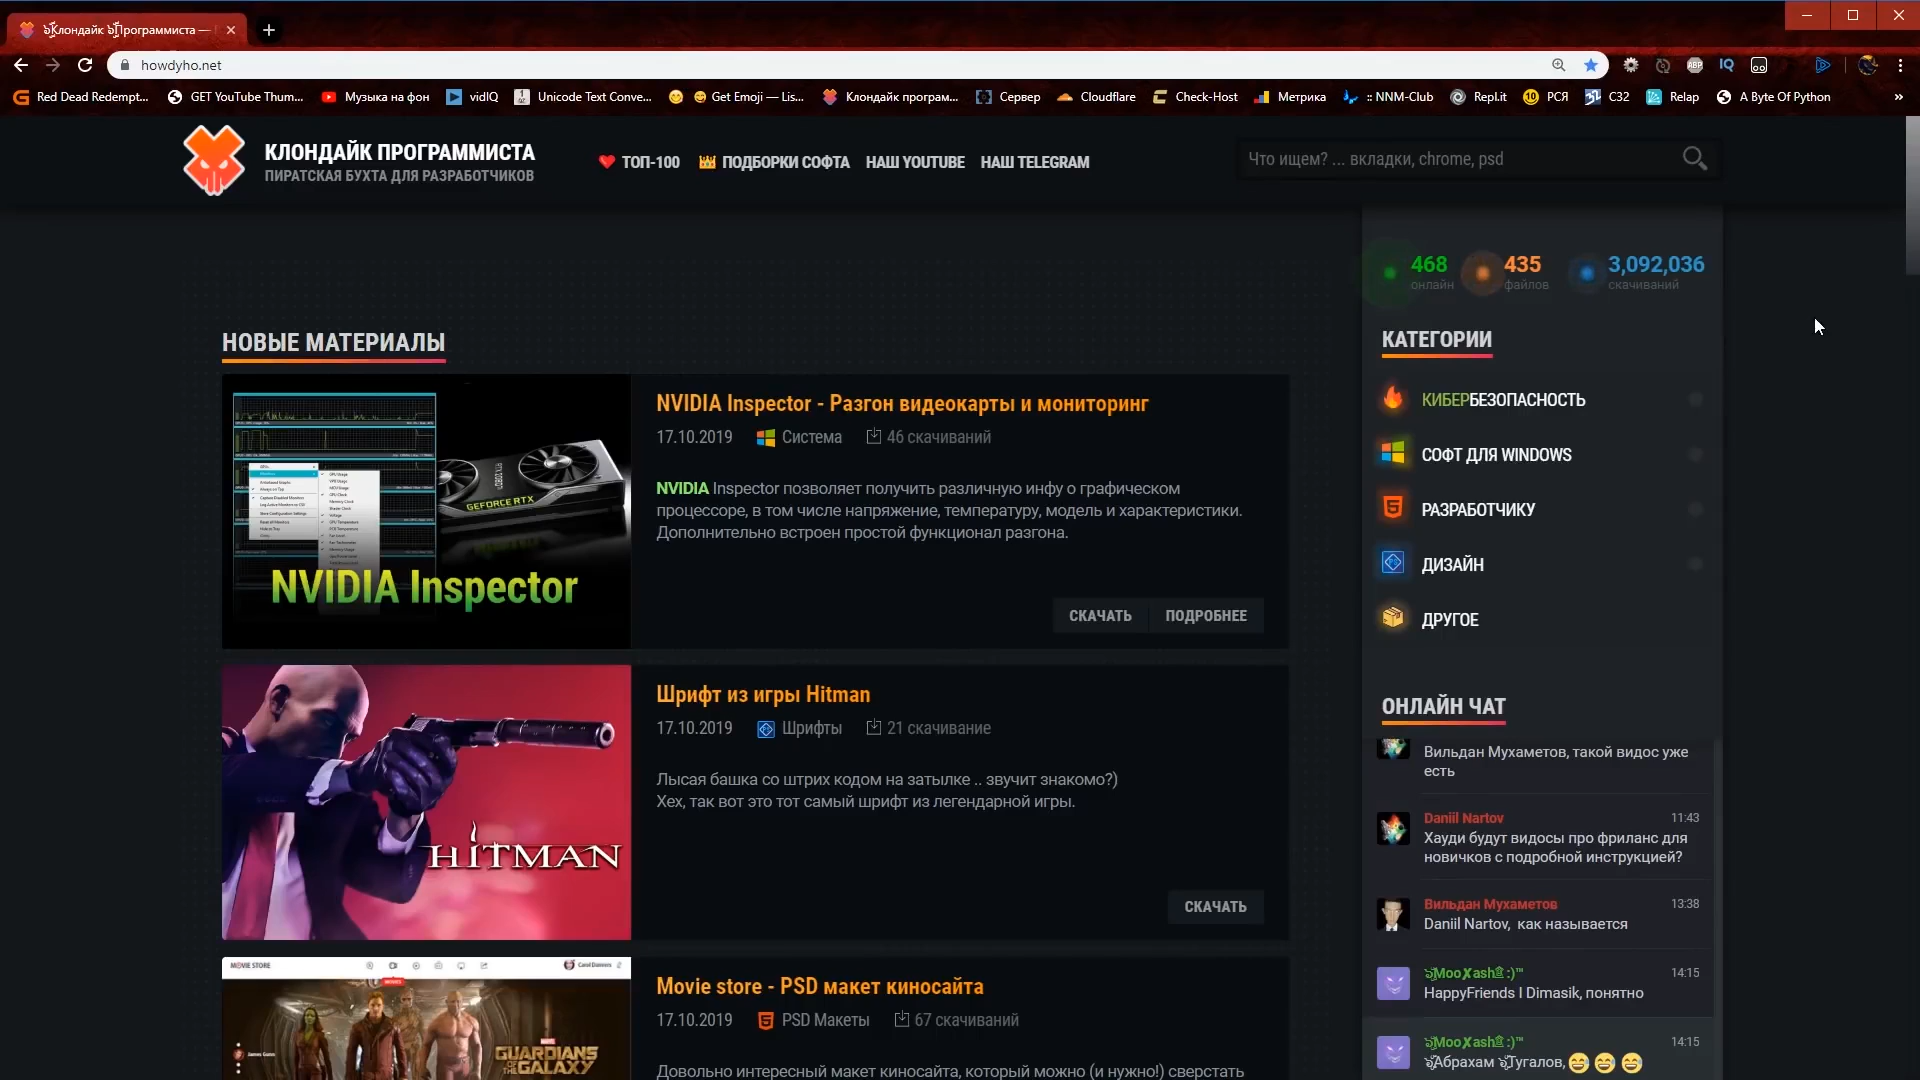 Клондайк Программиста —
howdyho.net
Red Dead Redempt...
GET YouTube Thum...
Музыка на фон
vidIQ
Unicode Text Conve...
Get Emoji — Lis...
Клондайк програм...
Сервер
Cloudflare
Check-Host
Метрика
:: NNM-Club
Repl.it
РСЯ
C32
Relap
A Byte Of Python
»
КЛОНДАЙК ПРОГРАММИСТА
ПИРАТСКАЯ БУХТА ДЛЯ РАЗРАБОТЧИКОВ
ТОП-100
ПОДБОРКИ СОФТА
НАШ YOUTUBE
НАШ TELEGRAM
Что ищем? ... вкладки, chrome, psd
468
онлайн
435
файлов
3,092,036
скачиваний
НОВЫЕ МАТЕРИАЛЫ
NVIDIA Inspector
GEFORCE RTX
NVIDIA Inspector - Разгон видеокарты и мониторинг
17.10.2019
Система
46 скачиваний
NVIDIA Inspector позволяет получить различную инфу о графическом
процессоре, в том числе напряжение, температуру, модель и характеристики.
Дополнительно встроен простой функционал разгона.
СКАЧАТЬ
ПОДРОБНЕЕ
HITMAN
Шрифт из игры Hitman
17.10.2019
Шрифты
21 скачивание
Лысая башка со штрих кодом на затылке .. звучит знакомо?)
Хех, так вот это тот самый шрифт из легендарной игры.
СКАЧАТЬ
MOVIE STORE
Carol Danvers
James Gunn
MARVEL
GUARDIANS
OF THE GALAXY
Movie store - PSD макет киносайта
17.10.2019
PSD Макеты
67 скачиваний
Довольно интересный макет киносайта, который можно (и нужно!) сверстать
КАТЕГОРИИ
КИБЕРБЕЗОПАСНОСТЬ
СОФТ ДЛЯ WINDOWS
РАЗРАБОТЧИКУ
ДИЗАЙН
ДРУГОЕ
ОНЛАЙН ЧАТ
Вильдан Мухаметов, такой видос уже
есть
Daniil Nartov
11:43
Хауди будут видосы про фриланс для
новичков с подробной инструкцией?
Вильдан Мухаметов
13:38
Daniil Nartov, как называется
14:15
HappyFriends I Dimasik, понятно
14:15
Абрахам Тугалов, 😅 😅 😅